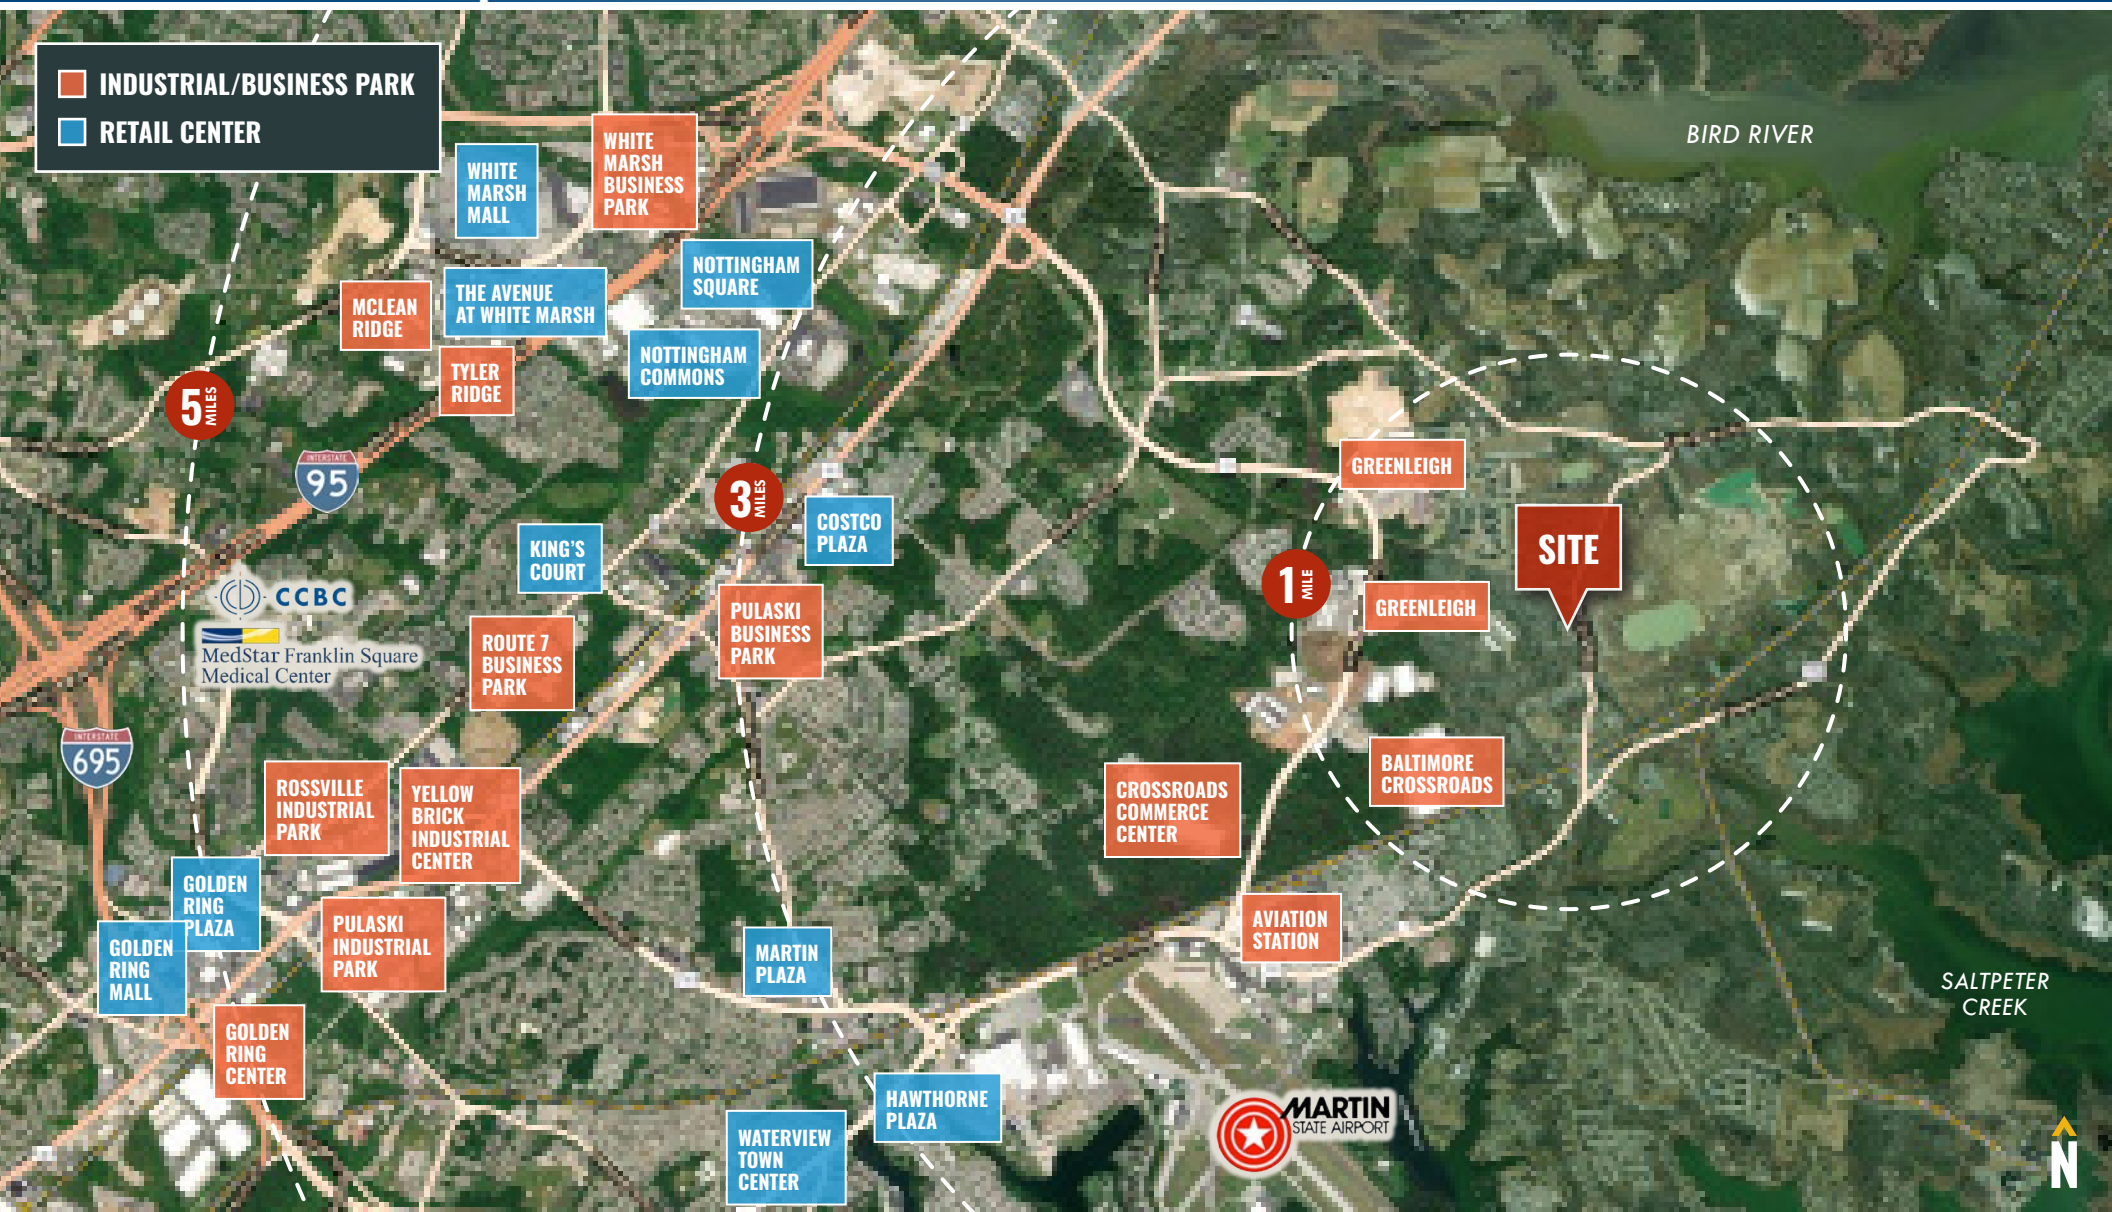 INDUSTRIAL/BUSINESS PARK
RETAIL CENTER
BIRD RIVER
WHITE
MARSH
MALL
WHITE
MARSH
BUSINESS
PARK
NOTTINGHAM
SQUARE
MCLEAN
RIDGE
THE AVENUE
AT WHITE MARSH
NOTTINGHAM
COMMONS
TYLER
RIDGE
5
MILES
INTERSTATE
95
3
MILES
COSTCO
PLAZA
GREENLEIGH
SITE
KING'S
COURT
1
MILE
GREENLEIGH
CCBC
MedStar Franklin Square
Medical Center
ROUTE 7
BUSINESS
PARK
PULASKI
BUSINESS
PARK
INTERSTATE
695
ROSSVILLE
INDUSTRIAL
PARK
YELLOW
BRICK
INDUSTRIAL
CENTER
CROSSROADS
COMMERCE
CENTER
BALTIMORE
CROSSROADS
GOLDEN
RING
PLAZA
GOLDEN
RING
MALL
PULASKI
INDUSTRIAL
PARK
MARTIN
PLAZA
AVIATION
STATION
SALTPETER
CREEK
GOLDEN
RING
CENTER
HAWTHORNE
PLAZA
WATERVIEW
TOWN
CENTER
MARTIN
STATE AIRPORT
N